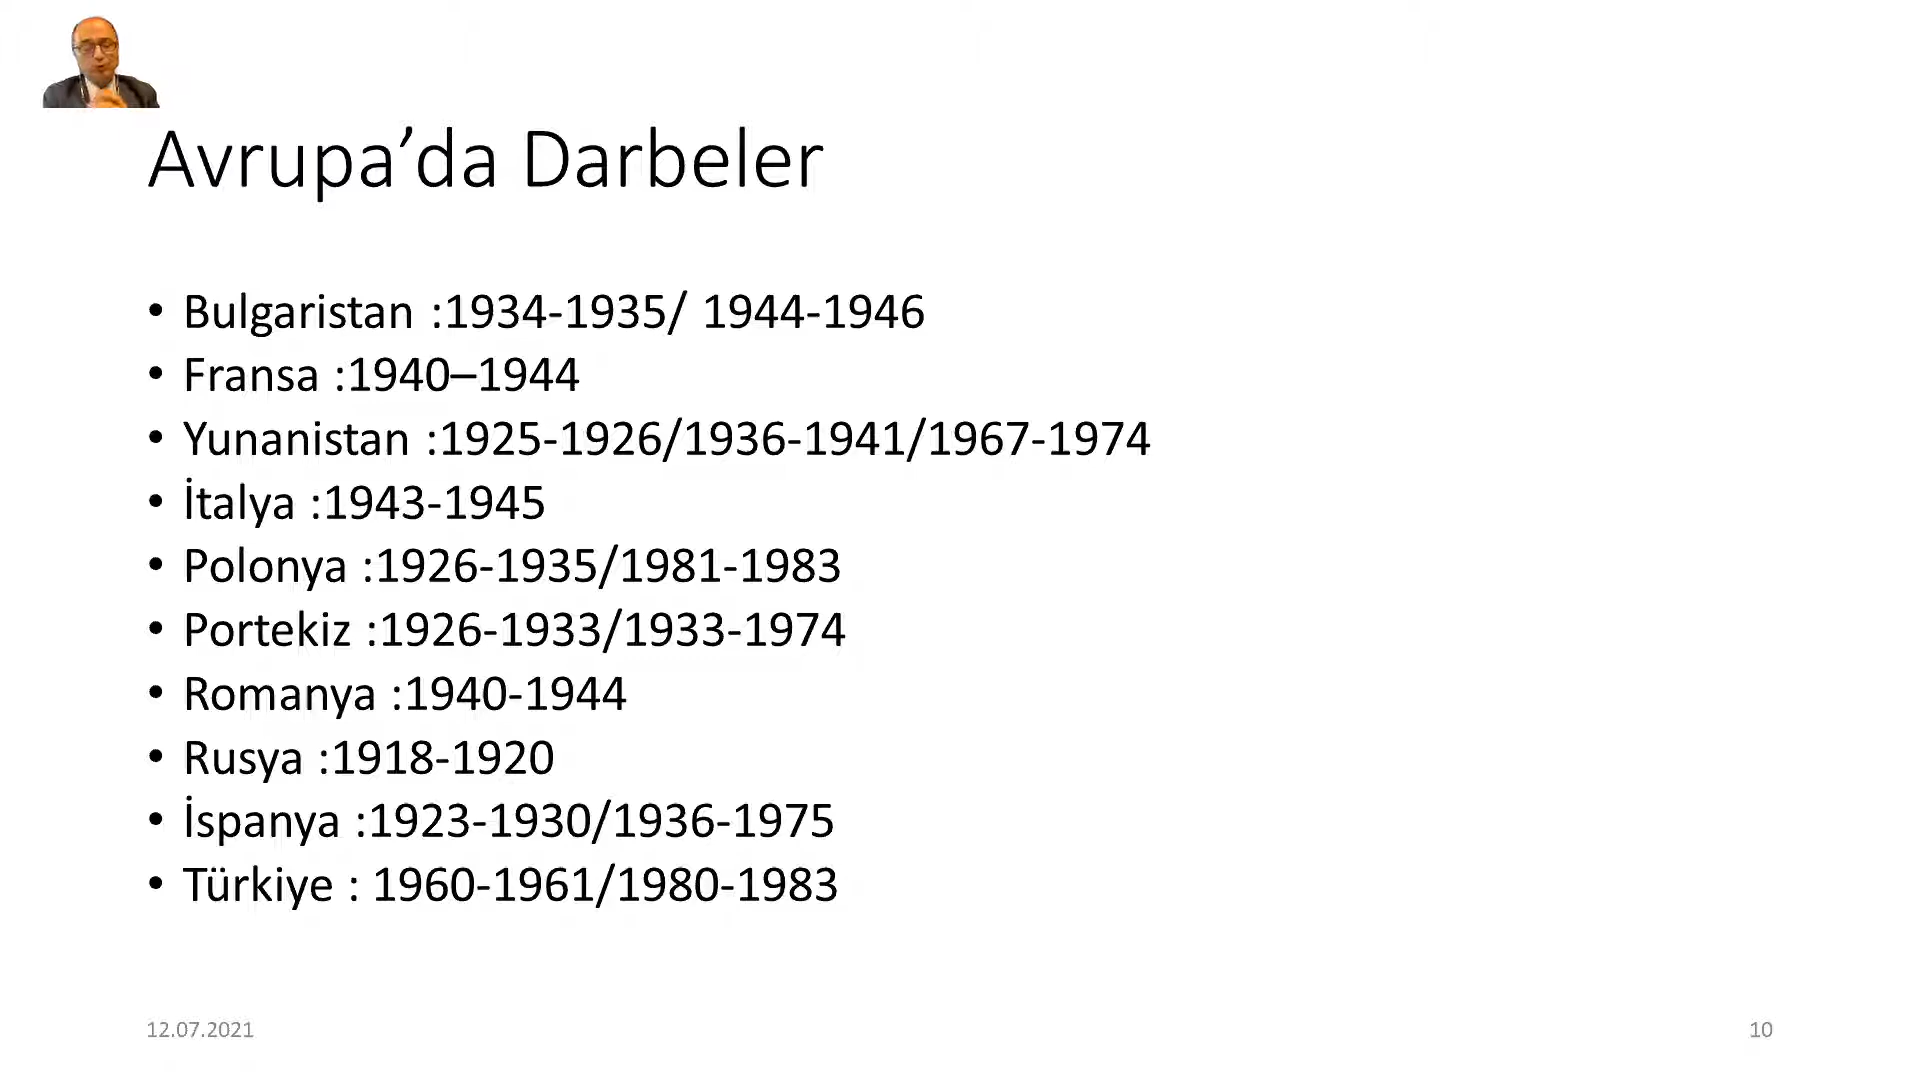 Avrupa’da Darbeler
• Bulgaristan :1934-1935/ 1944-1946
• Fransa :1940–1944
• Yunanistan :1925-1926/1936-1941/1967-1974
• İtalya :1943-1945
• Polonya :1926-1935/1981-1983
• Portekiz :1926-1933/1933-1974
• Romanya :1940-1944
• Rusya :1918-1920
• İspanya :1923-1930/1936-1975
• Türkiye : 1960-1961/1980-1983
12.07.2021
10